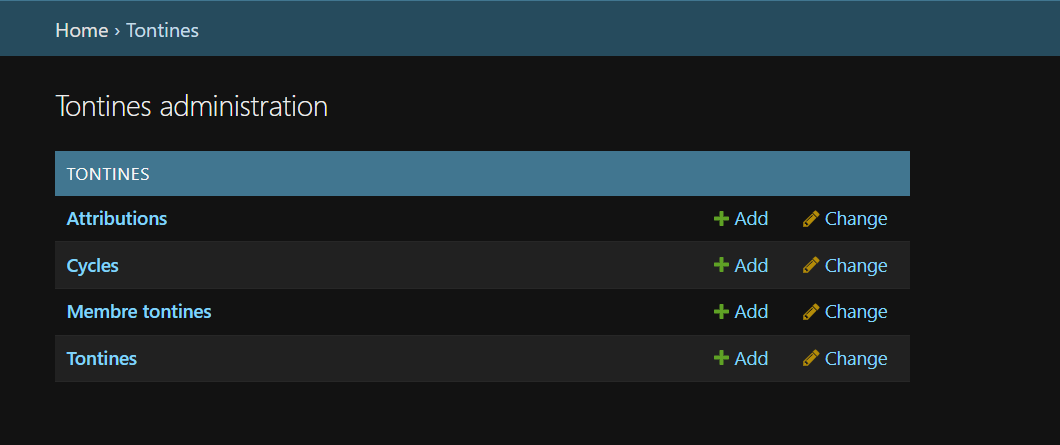 Home › Tontines
Tontines administration
TONTINES
Attributions Add Change
Cycles Add Change
Membre tontines Add Change
Tontines Add Change